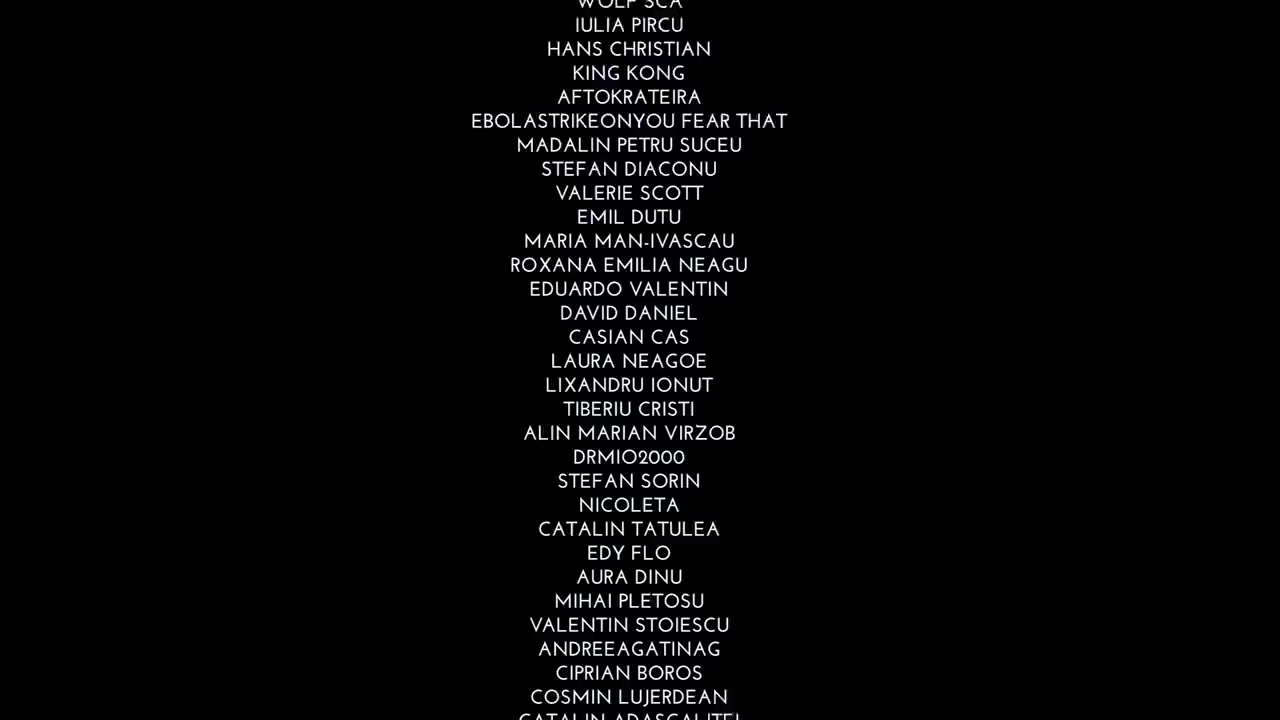 WOLF SCA
IULIA PIRCU
HANS CHRISTIAN
KING KONG
AFTOKRATEIRA
EBOLASTRIKEONYOU FEAR THAT
MADALIN PETRU SUCEU
STEFAN DIACONU
VALERIE SCOTT
EMIL DUTU
MARIA MAN-IVASCAU
ROXANA EMILIA NEAGU
EDUARDO VALENTIN
DAVID DANIEL
CASIAN CAS
LAURA NEAGOE
LIXANDRU IONUT
TIBERIU CRISTI
ALIN MARIAN VIRZOB
DRMIO2000
STEFAN SORIN
NICOLETA
CATALIN TATULEA
EDY FLO
AURA DINU
MIHAI PLETOSU
VALENTIN STOIESCU
ANDREEAGATINAG
CIPRIAN BOROS
COSMIN LUJERDEAN
CATALIN